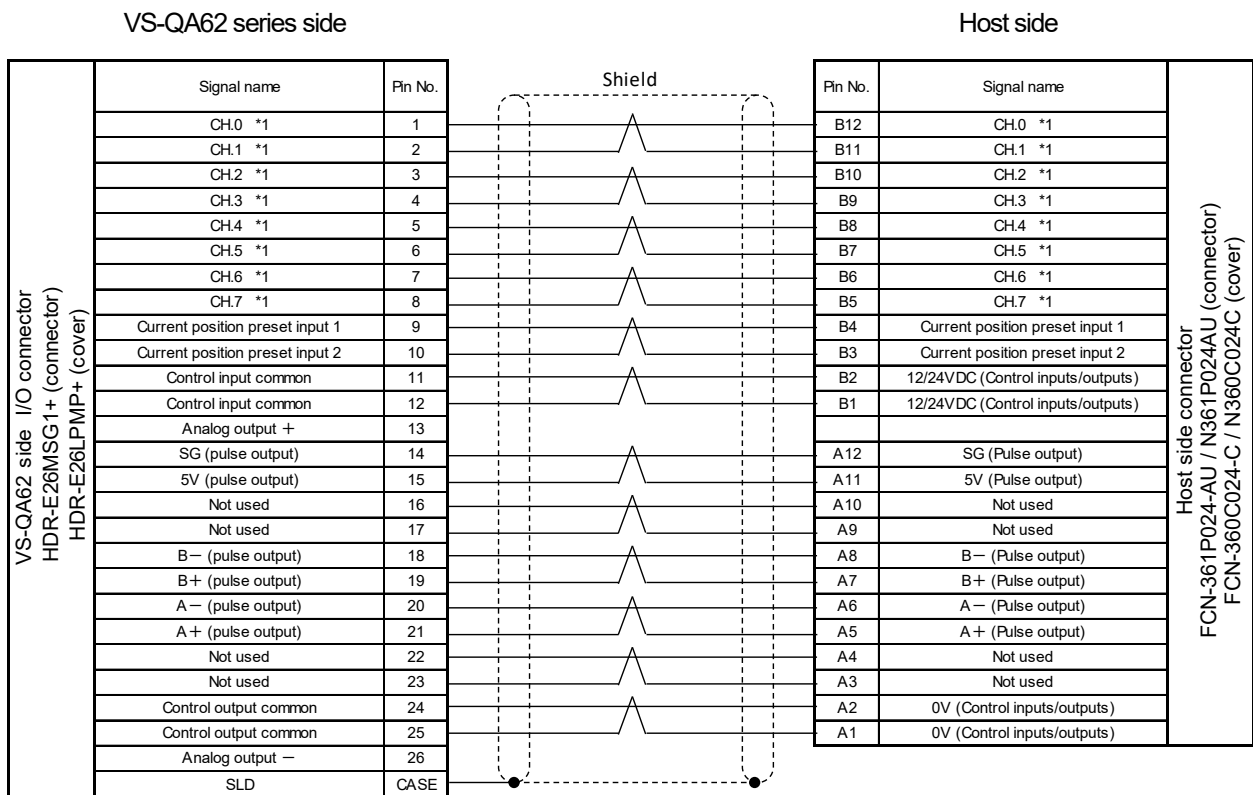 VS-QA62 series side
Host side
Signal name Pin No. Shield Pin No. Signal name
CH.0 *1 1 B12 CH.0 *1
CH.1 *1 2 B11 CH.1 *1
CH.2 *1 3 B10 CH.2 *1
CH.3 *1 4 B9 CH.3 *1
CH.4 *1 5 B8 CH.4 *1
CH.5 *1 6 B7 CH.5 *1
CH.6 *1 7 B6 CH.6 *1
CH.7 *1 8 B5 CH.7 *1
Current position preset input 1 9 B4 Current position preset input 1
Current position preset input 2 10 B3 Current position preset input 2
Control input common 11 B2 12/24VDC (Control inputs/outputs)
Control input common 12 B1 12/24VDC (Control inputs/outputs)
Analog output + 13
SG (pulse output) 14 A12 SG (Pulse output)
5V (pulse output) 15 A11 5V (Pulse output)
Not used 16 A10 Not used
Not used 17 A9 Not used
B- (pulse output) 18 A8 B- (Pulse output)
B+ (pulse output) 19 A7 B+ (Pulse output)
A- (pulse output) 20 A6 A- (Pulse output)
A+ (pulse output) 21 A5 A+ (Pulse output)
Not used 22 A4 Not used
Not used 23 A3 Not used
Control output common 24 A2 0V (Control inputs/outputs)
Control output common 25 A1 0V (Control inputs/outputs)
Analog output - 26
SLD CASE
VS-QA62 side I/O connector
HDR-E26MSG1+ (connector)
HDR-E26LPMP+ (cover)
Host side connector
FCN-361P024-AU / N361P024AU (connector)
FCN-360C024-C / N360C024C (cover)